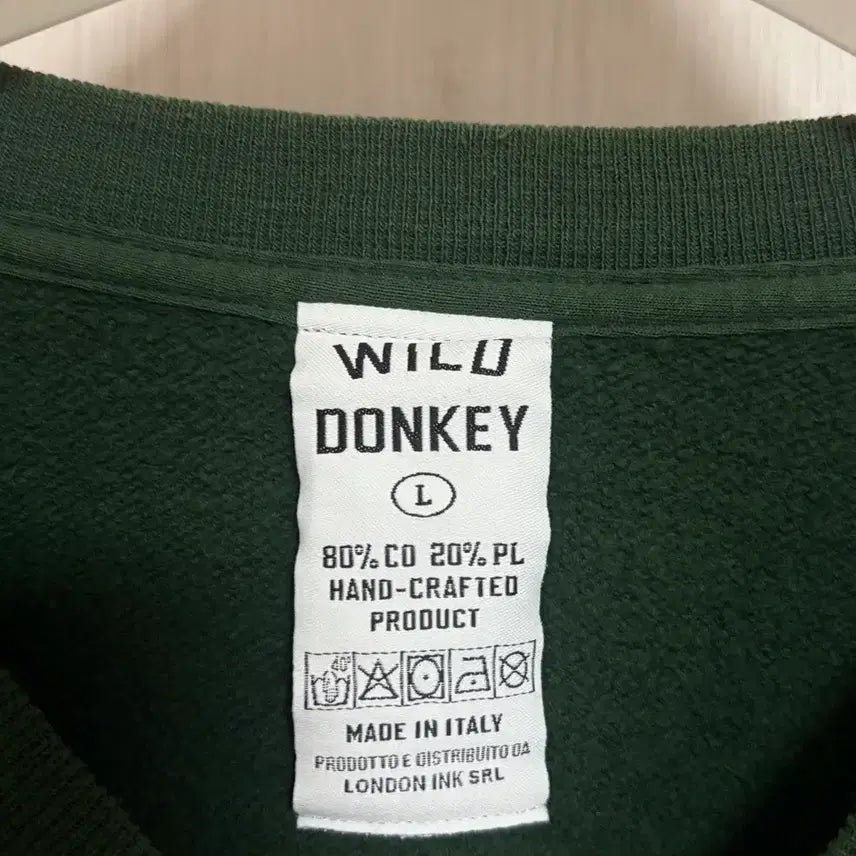 WILD
DONKEY
L
80% CO 20% PL
HAND-CRAFTED
PRODUCT
40°
MADE IN ITALY
PRODOTTO E DISTRIBUITO DA
LONDON INK SRL